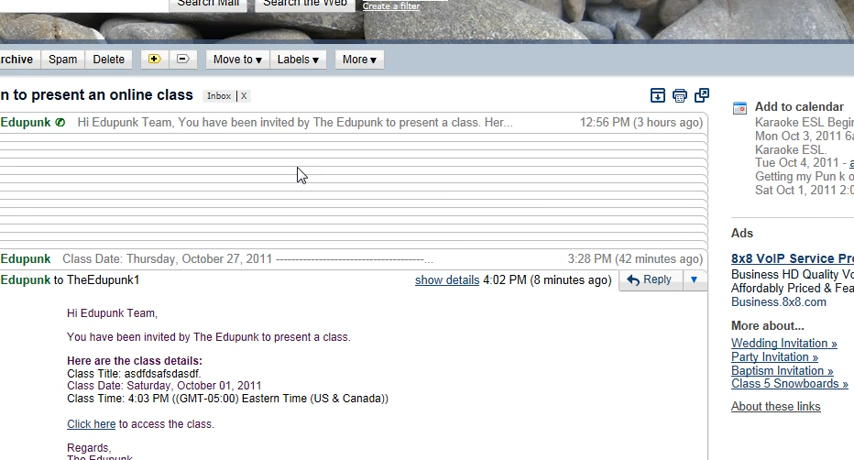 Search Mail Search the Web Create a filter
rchive Spam Delete Move to Labels More
n to present an online class Inbox | X
Edupunk Hi Edupunk Team, You have been invited by The Edupunk to present a class. Her... 12:56 PM (3 hours ago)
Edupunk Class Date: Thursday, October 27, 2011 ---------------------------------------... 3:28 PM (42 minutes ago)
Edupunk to TheEdupunk1 show details 4:02 PM (8 minutes ago) Reply
Hi Edupunk Team,
You have been invited by The Edupunk to present a class.
Here are the class details:
Class Title: asdfdsafsdasdf.
Class Date: Saturday, October 01, 2011
Class Time: 4:03 PM ((GMT-05:00) Eastern Time (US & Canada))
Click here to access the class.
Regards,
The Edupunk
Add to calendar
Karaoke ESL Begin
Mon Oct 3, 2011 6a
Karaoke ESL.
Tue Oct 4, 2011 - a
Getting my Pun k o
Sat Oct 1, 2011 2:0
Ads
8x8 VoIP Service Pro
Business HD Quality Vo
Affordably Priced & Fea
Business.8x8.com
More about...
Wedding Invitation »
Party Invitation »
Baptism Invitation »
Class 5 Snowboards »
About these links